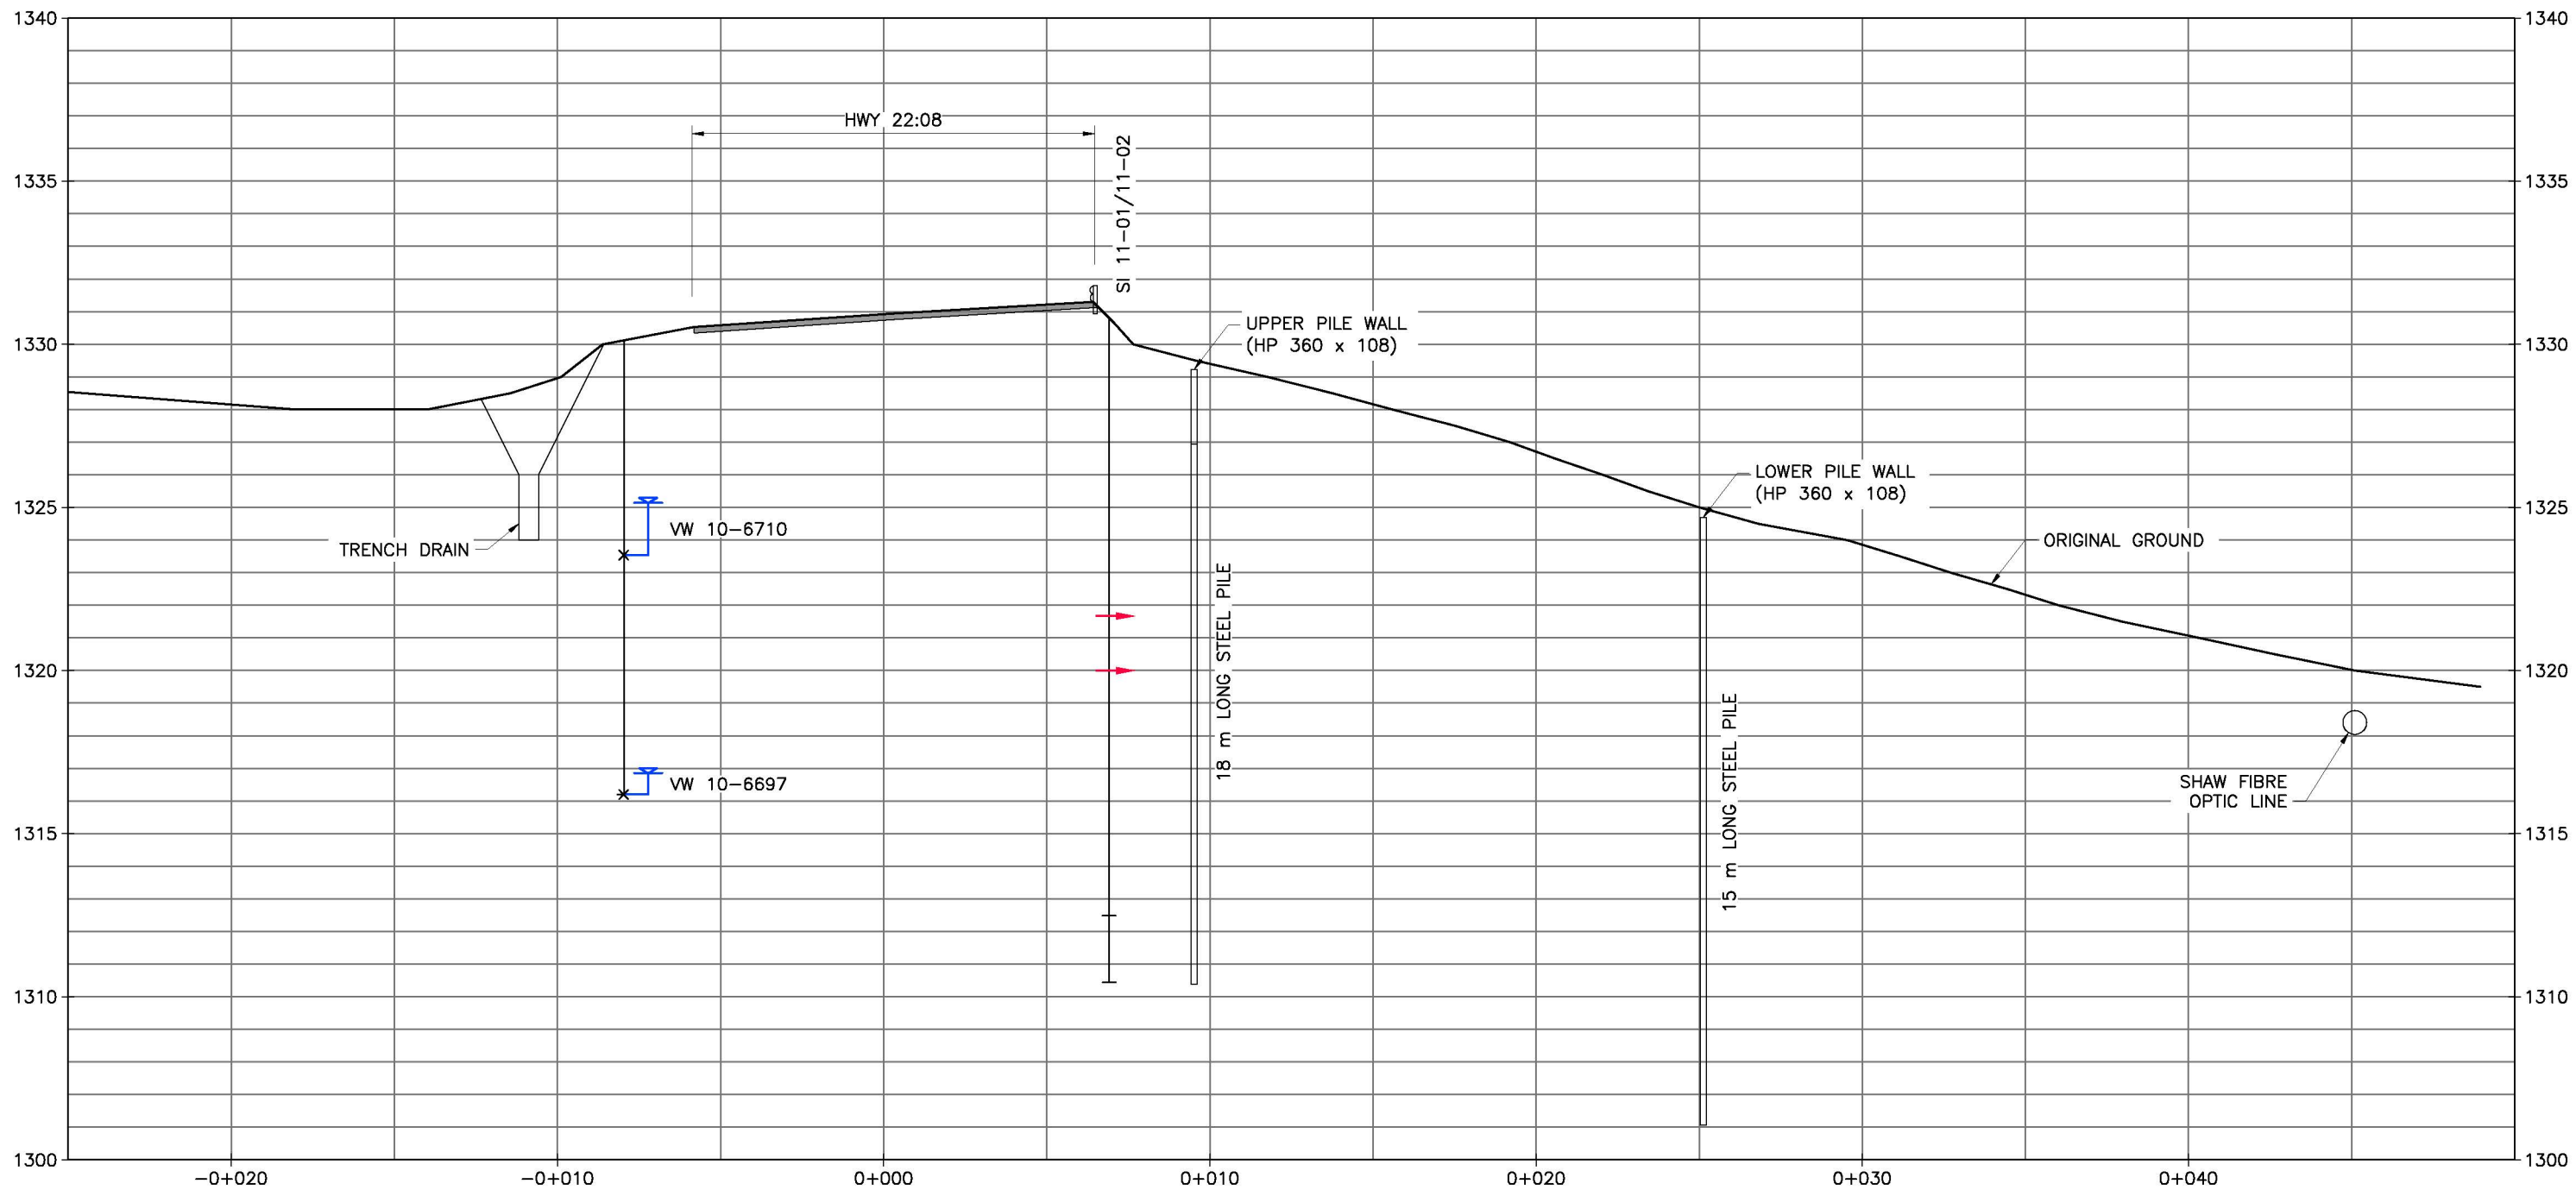 1340
1340
HWY 22:08
SI 11-01/11-02
1335
1335
UPPER PILE WALL
(HP 360 x 108)
1330
1330
LOWER PILE WALL
(HP 360 x 108)
1325
1325
VW 10-6710
TRENCH DRAIN
ORIGINAL GROUND
18 m LONG STEEL PILE
1320
1320
15 m LONG STEEL PILE
VW 10-6697
SHAW FIBRE
OPTIC LINE
1315
1315
1310
1310
1300
1300
-0+020
-0+010
0+000
0+010
0+020
0+030
0+040